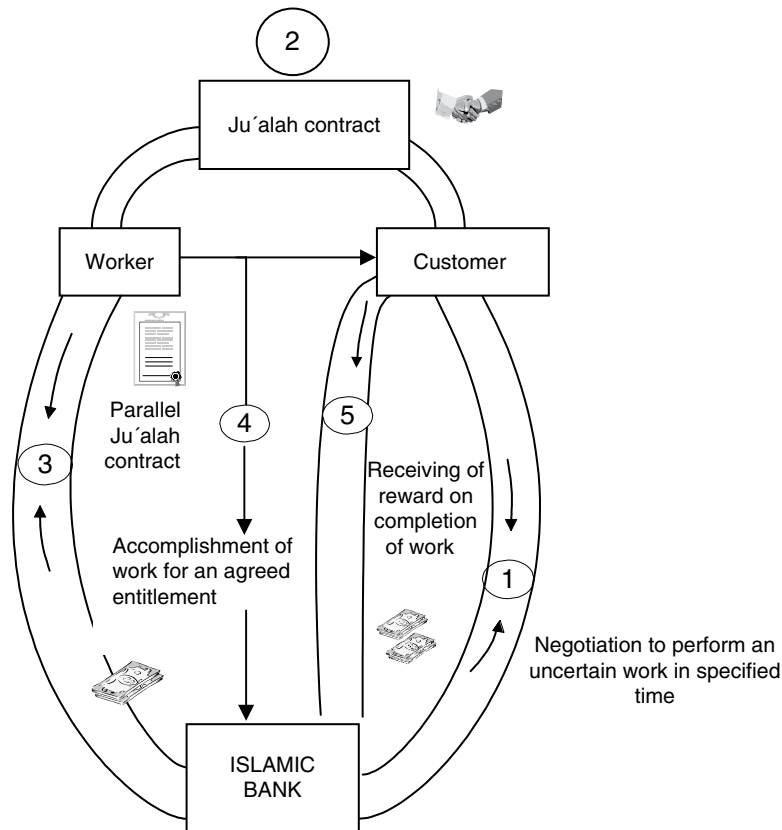 2
Ju´alah contract
Worker
Customer
Parallel
Ju´alah
contract
4
5
3
Receiving of
reward on
completion
of work
Accomplishment of
work for an agreed
entitlement
1
Negotiation to perform an
uncertain work in specified
time
ISLAMIC
BANK